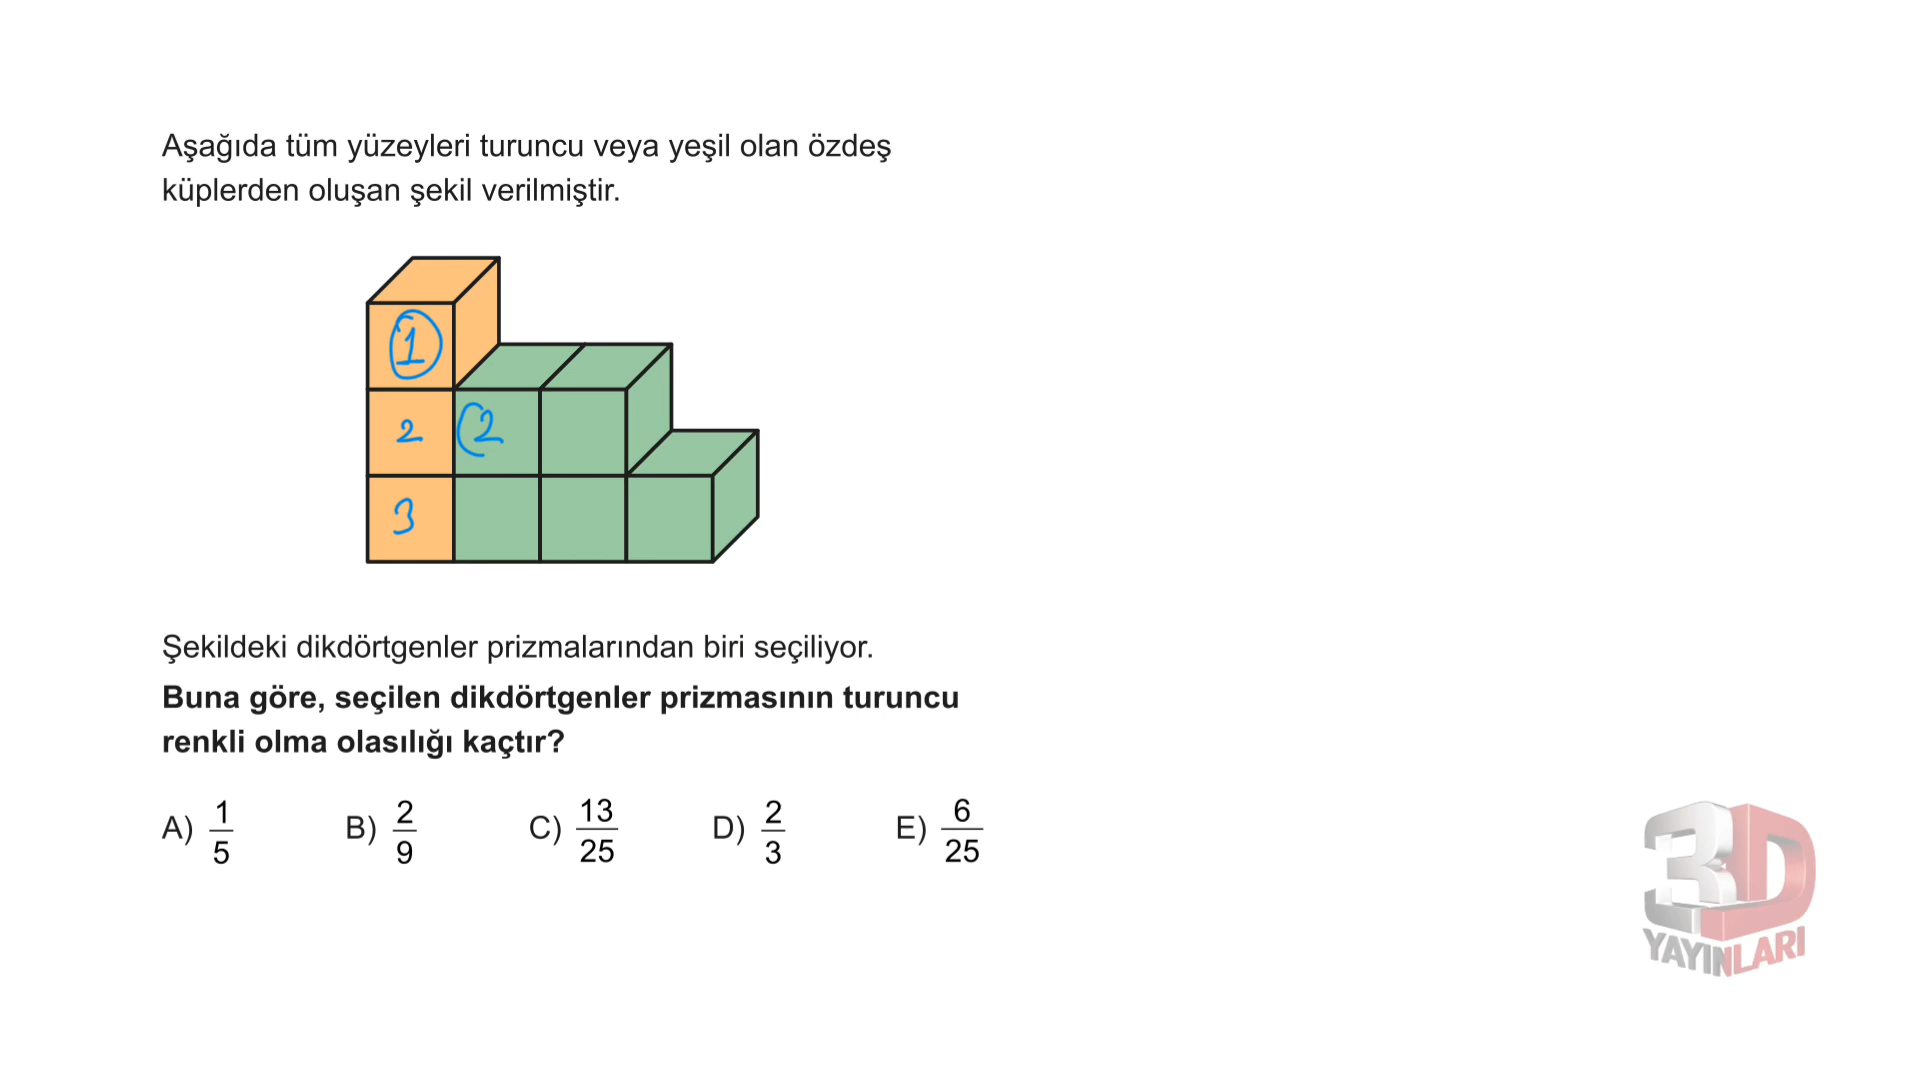 Aşağıda tüm yüzeyleri turuncu veya yeşil olan özdeş
küplerden oluşan şekil verilmiştir.
1
2 (2
3
Şekildeki dikdörtgenler prizmalarından biri seçiliyor.
Buna göre, seçilen dikdörtgenler prizmasının turuncu
renkli olma olasılığı kaçtır?
A) 1/5 B) 2/9 C) 13/25 D) 2/3 E) 6/25
3D
YAYINLARI